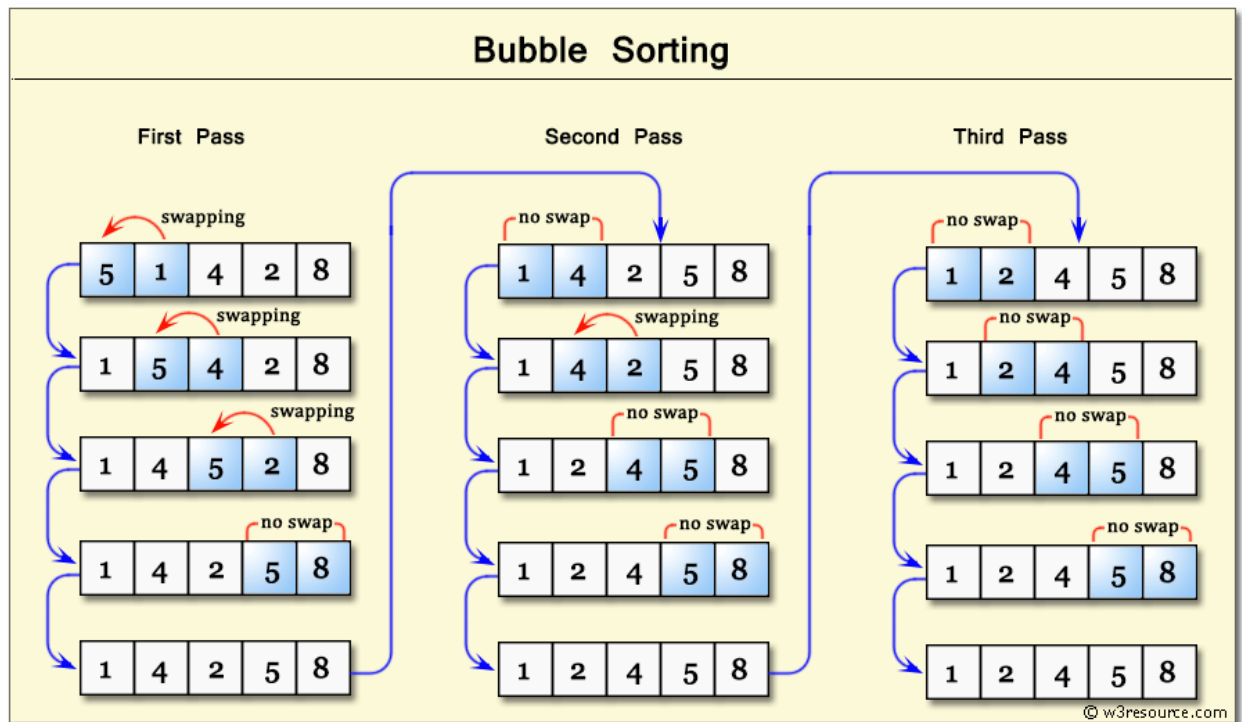 Bubble Sorting
First Pass
swapping
5 1 4 2 8
swapping
1 5 4 2 8
swapping
1 4 5 2 8
no swap
1 4 2 5 8
1 4 2 5 8
Second Pass
no swap
1 4 2 5 8
swapping
1 4 2 5 8
no swap
1 2 4 5 8
no swap
1 2 4 5 8
1 2 4 5 8
Third Pass
no swap
1 2 4 5 8
no swap
1 2 4 5 8
no swap
1 2 4 5 8
no swap
1 2 4 5 8
1 2 4 5 8
© w3resource.com